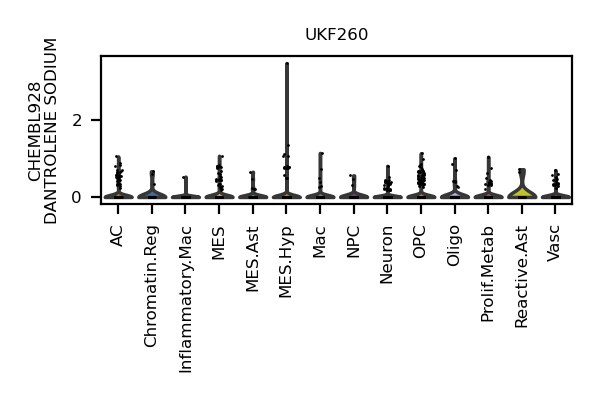 UKF260
CHEMBL928
DANTROLENE SODIUM
2
0
AC
Chromatin.Reg
Inflammatory.Mac
MES
MES.Ast
MES.Hyp
Mac
NPC
Neuron
OPC
Oligo
Prolif.Metab
Reactive.Ast
Vasc